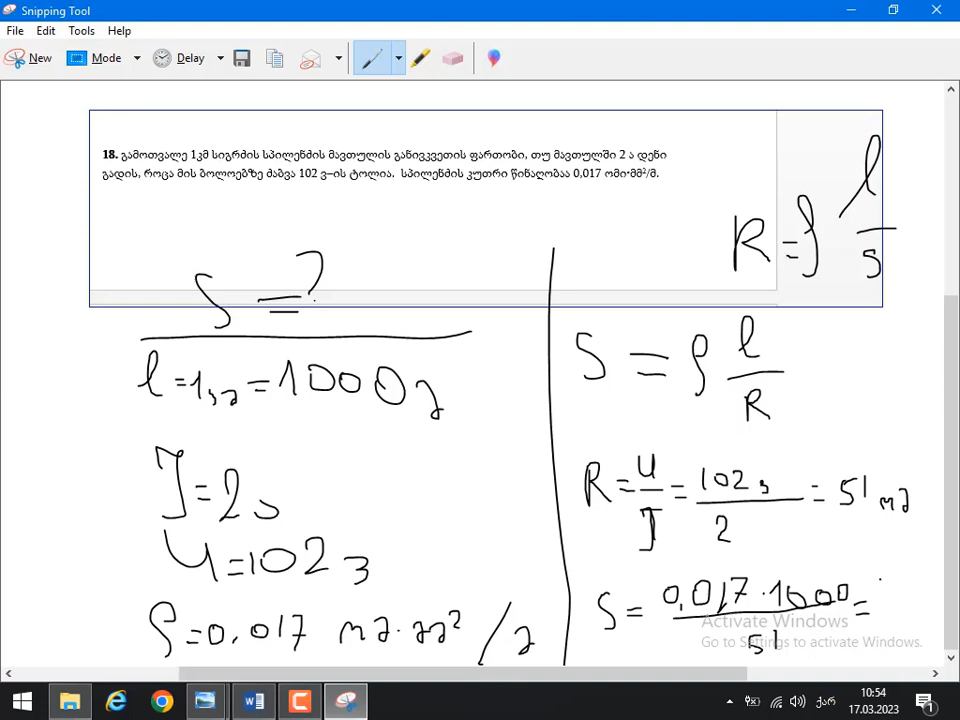 Snipping Tool
File Edit Tools Help
New Mode Delay
18. გამოთვალე 1კმ სიგრძის სპილენძის მავთულის განივკვეთის ფართობი, თუ მავთულში 2 ა დენი
გადის, როცა მის ბოლოებზე ძაბვა 102 ვ–ის ტოლია. სპილენძის კუთრი წინაღობაა 0,017 ომი·მმ²/მ.
R = ρ l/s
S = ?
l = 1კმ = 1000მ
I = 2ა
U = 102ვ
ρ = 0.017 ომ·მმ²/მ
S = ρ l/R
R = U/I = 102ვ/2 = 51 ომ
S = 0,017·1000/51 =
Activate Windows
Go to Settings to activate Windows.
ქარ
10:54
17.03.2023
1